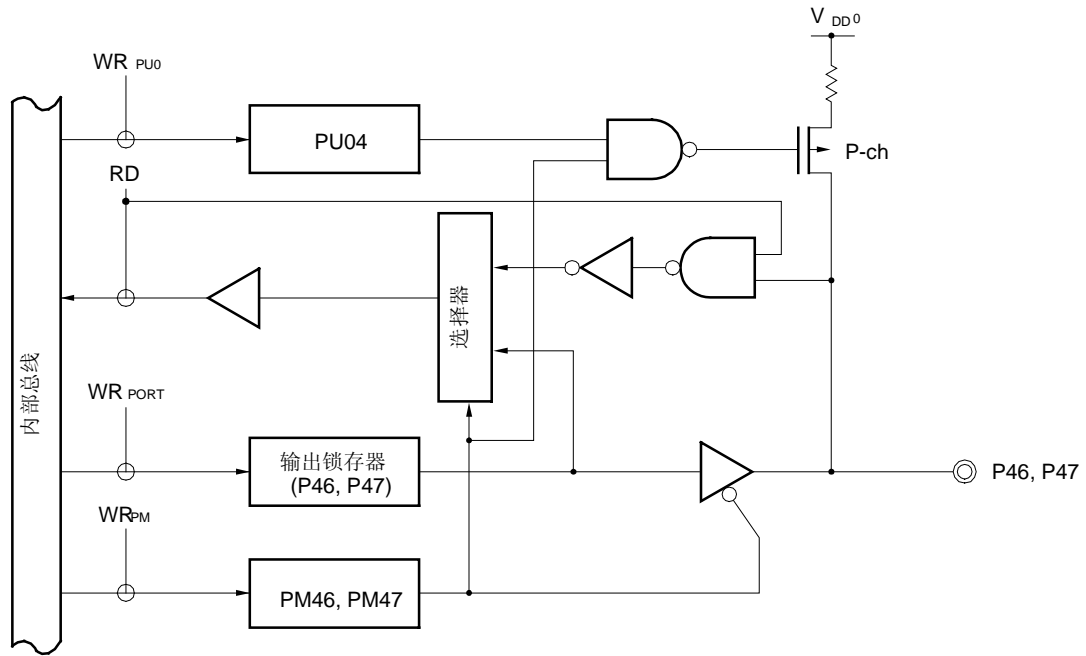 V DD0
WR PU0
PU04
P-ch
RD
选择器
内部总线
WR PORT
输出锁存器
(P46, P47)
P46, P47
WRPM
PM46, PM47